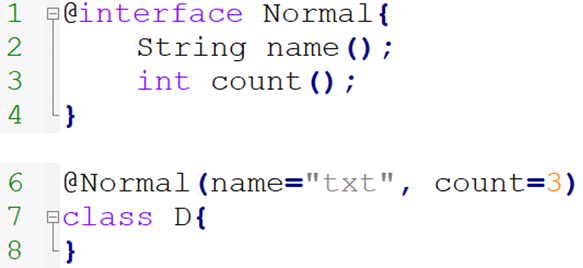 1 @interface Normal{
2 String name();
3 int count();
4 }
6 @Normal(name="txt", count=3)
7 class D{
8 }